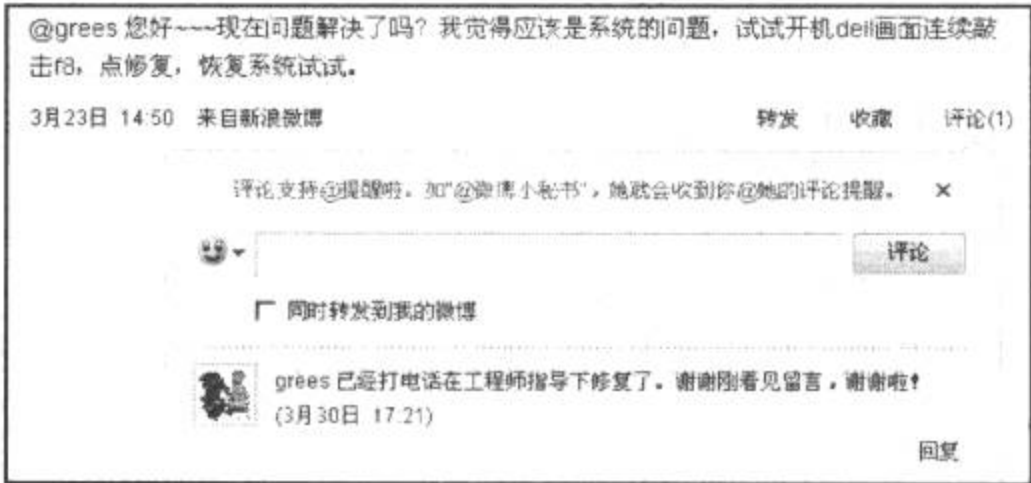 @grees 您好~~~现在问题解决了吗？我觉得应该是系统的问题，试试开机dell画面连续敲
击f8，点修复，恢复系统试试。
3月23日 14:50 来自新浪微博 转发 收藏 评论(1)
评论支持@提醒啦。加"@微博小秘书"，她就会收到你@她的评论提醒。 ×
评论
同时转发到我的微博
grees 已经打电话在工程师指导下修复了。谢谢刚看见留言，谢谢啦！
(3月30日 17:21)
回复